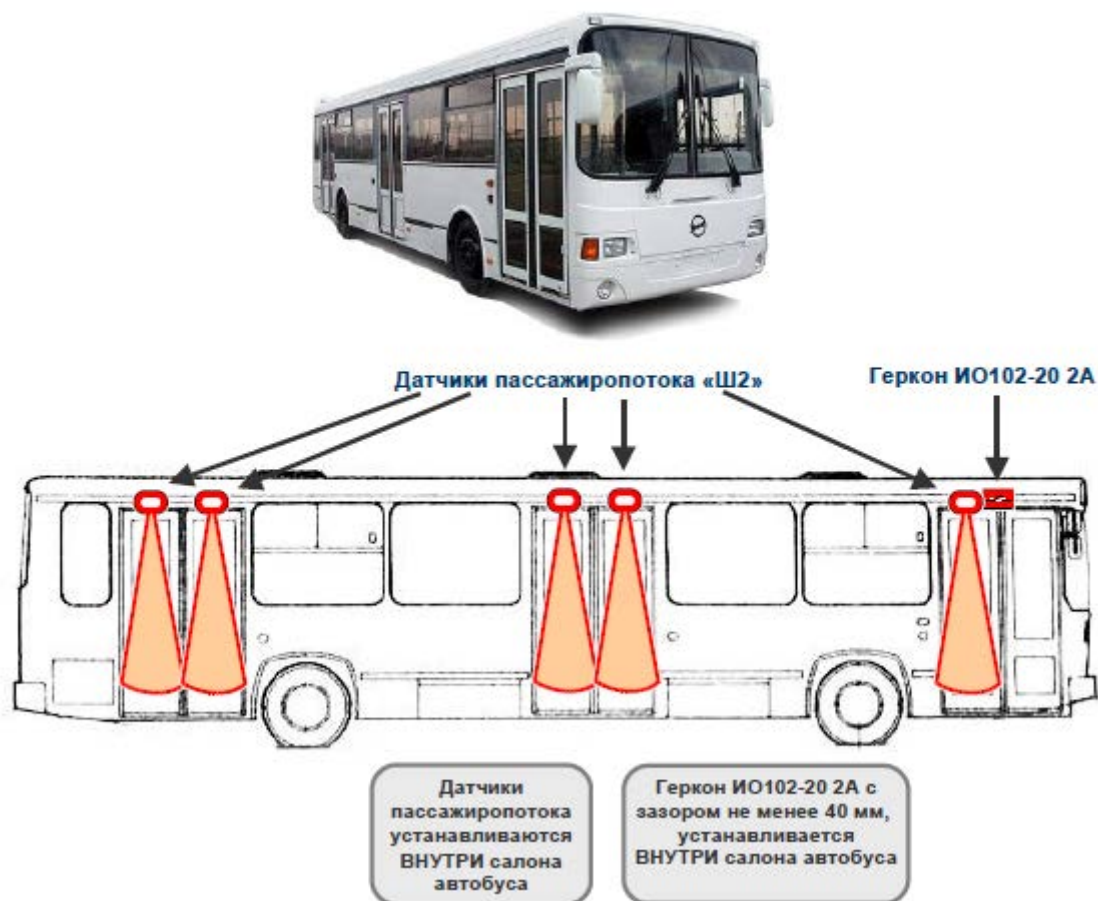 Датчики пассажиропотока «Ш2»
Геркон ИО102-20 2А
Датчики
пассажиропотока
устанавливаются
ВНУТРИ салона
автобуса
Геркон ИО102-20 2А с
зазором не менее 40 мм,
устанавливается
ВНУТРИ салона автобуса